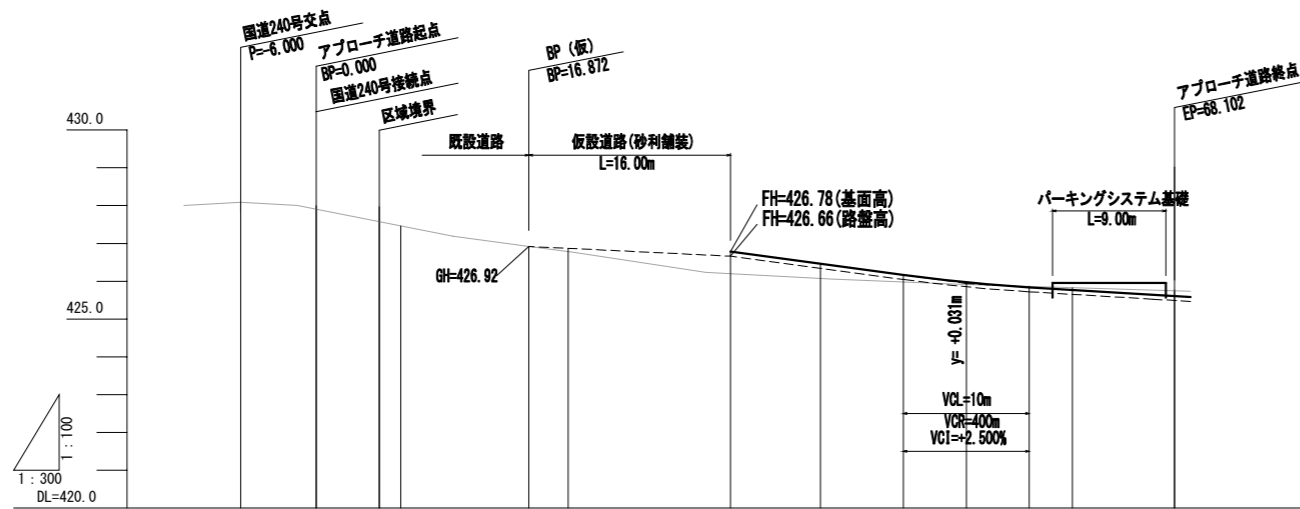 国道240号交点
P=-6.000
アプローチ道路起点
BP=0.000
国道240号接続点
区域境界
BP（仮）
BP=16.872
アプローチ道路終点
EP=68.102
430.0
既設道路
仮設道路(砂利舗装)
L=16.00m
FH=426.78(基面高)
FH=426.66(路盤高)
パーキングシステム基礎
L=9.00m
GH=426.92
425.0
y= +0.031m
VCL=10m
VCR=400m
VCI=+2.500%
1 : 100
1 : 300
DL=420.0